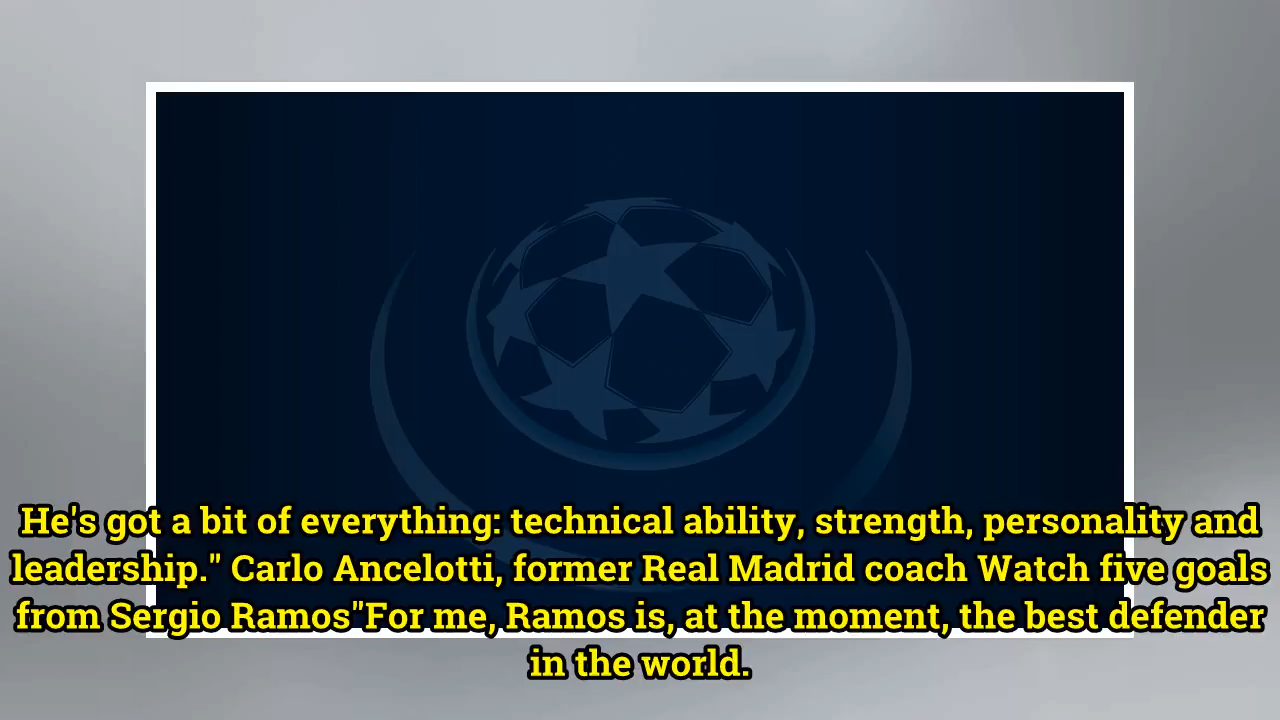 He's got a bit of everything: technical ability, strength, personality and
leadership." Carlo Ancelotti, former Real Madrid coach Watch five goals
from Sergio Ramos"For me, Ramos is, at the moment, the best defender
in the world.